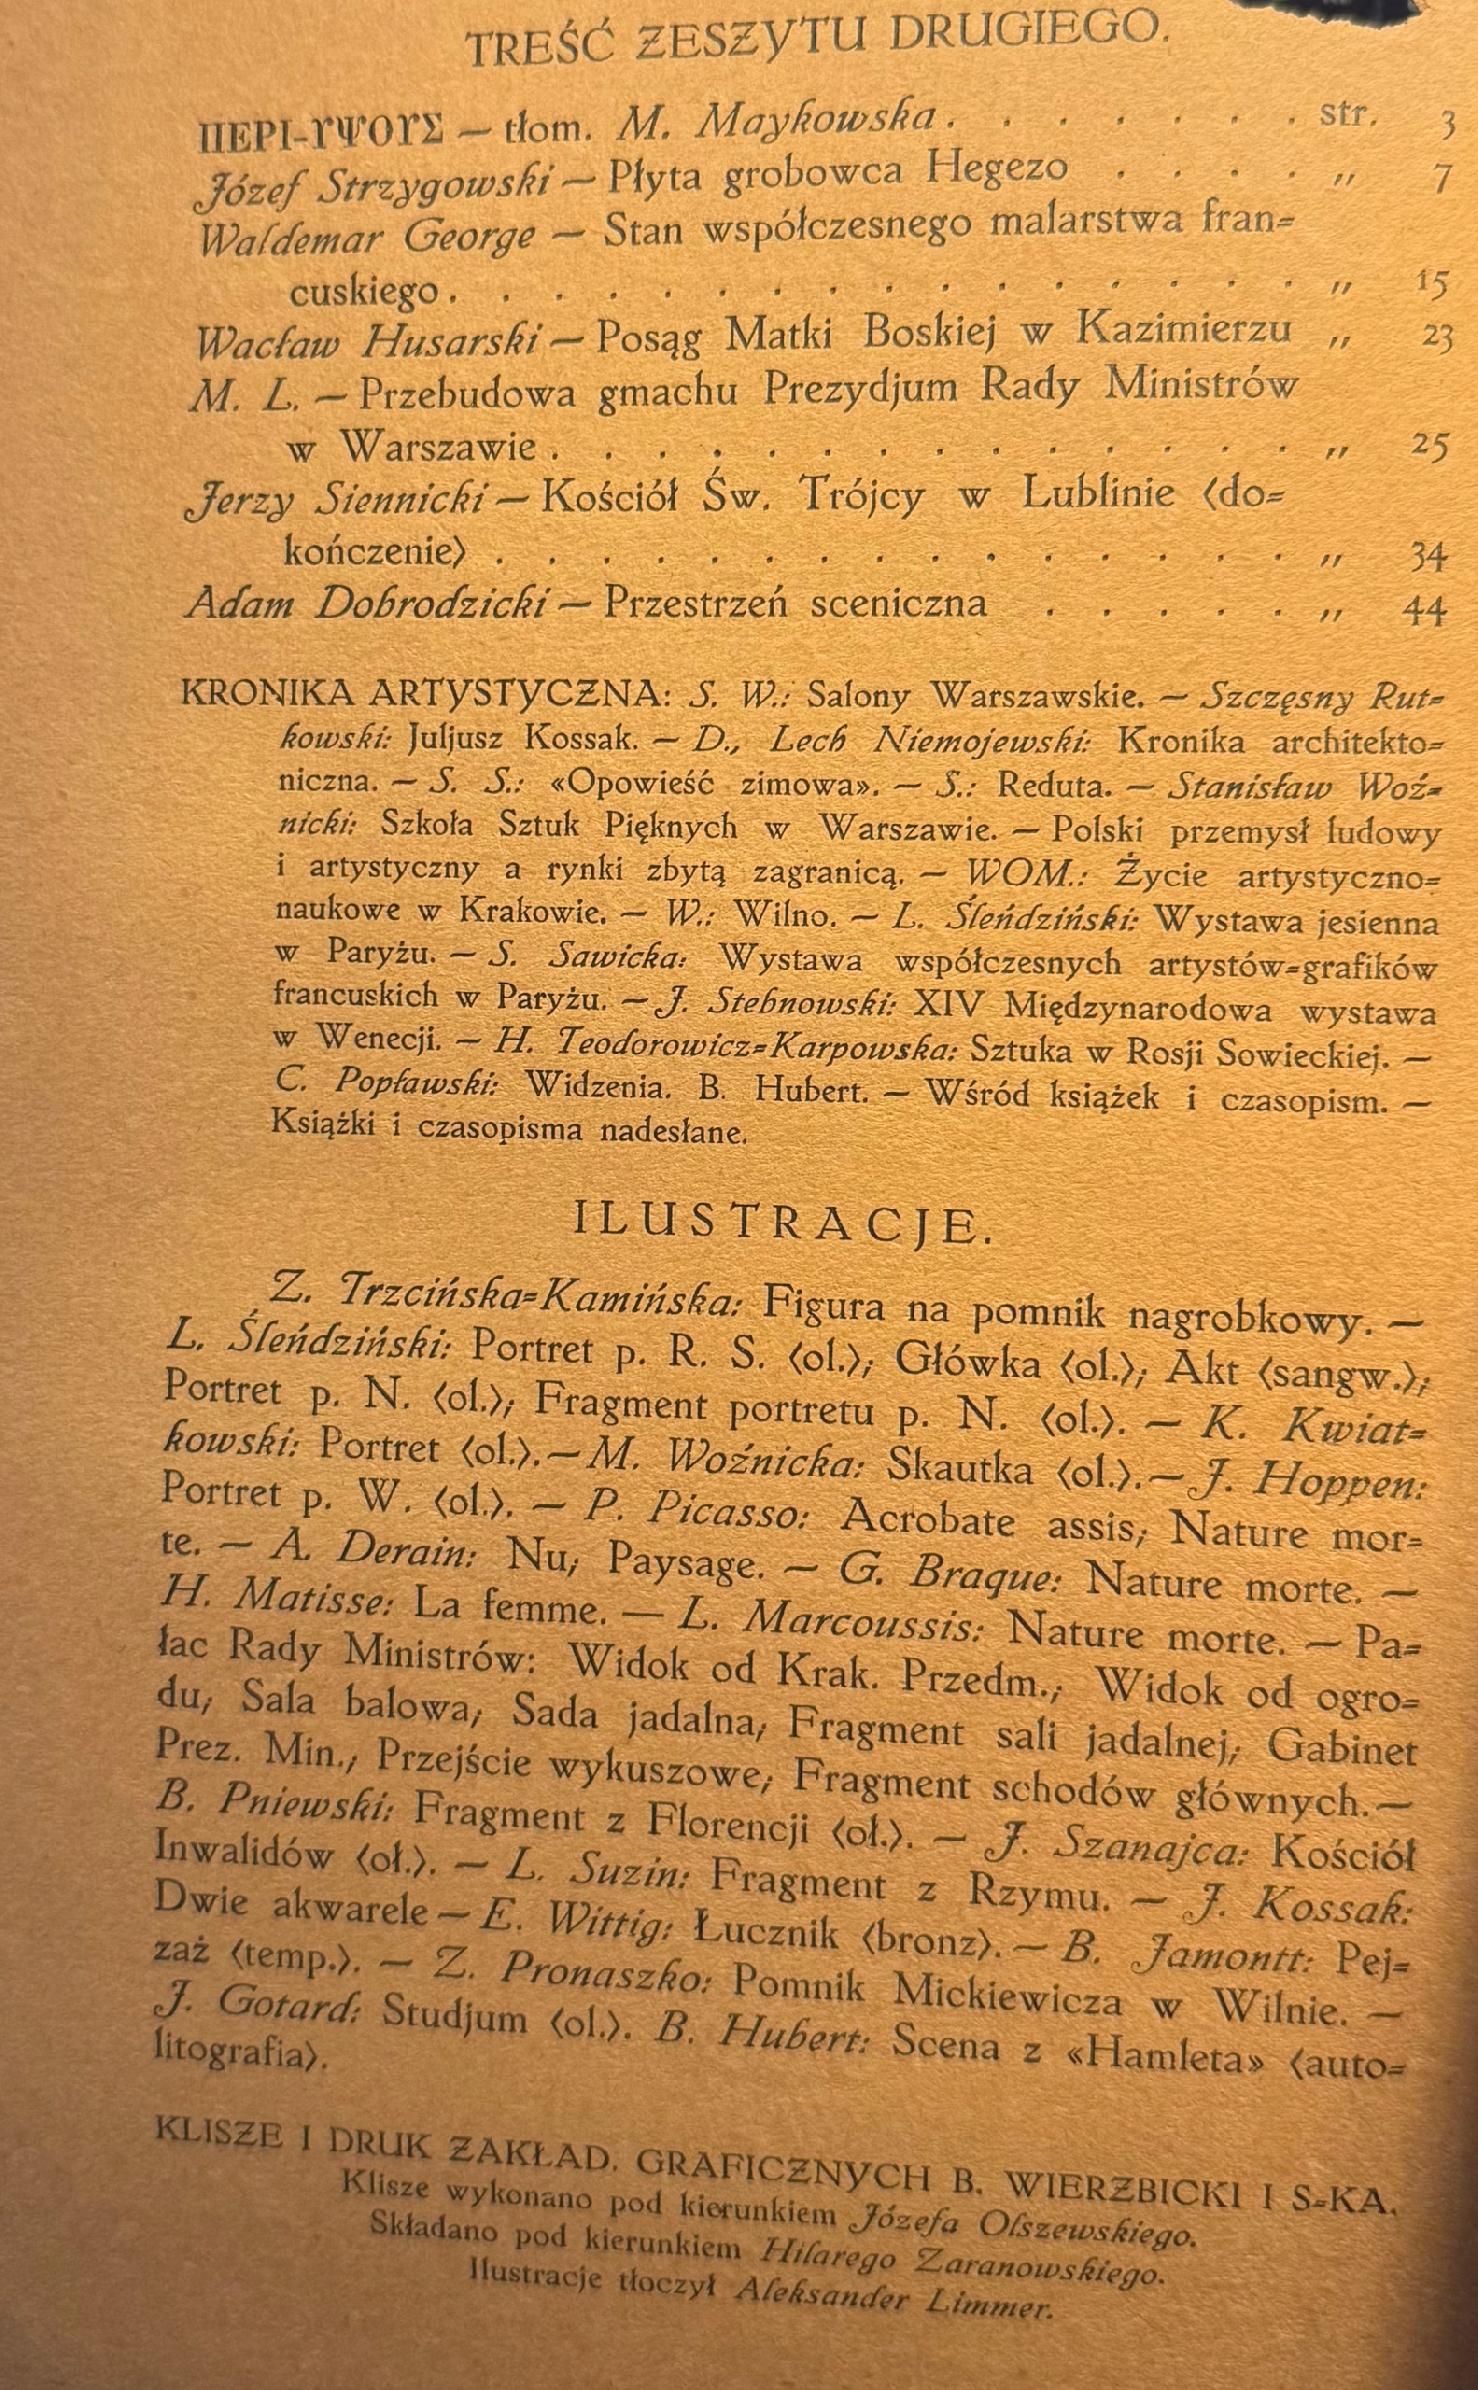 TREŚĆ ZESZYTU DRUGIEGO.
ΠΕΡΙ-ΥΨΟΥΣ — tłom. M. Maykowska . . . . . . . str. 3
Józef Strzygowski — Płyta grobowca Hegezo . . . . „ 7
Waldemar George — Stan współczesnego malarstwa fran=
cuskiego . . . . . . . . . . . . . . . . „ 15
Wacław Husarski — Posąg Matki Boskiej w Kazimierzu „ 23
M. L. — Przebudowa gmachu Prezydjum Rady Ministrów
w Warszawie . . . . . . . . . . . . . . „ 25
Jerzy Siennicki — Kościół Św. Trójcy w Lublinie (do=
kończenie) . . . . . . . . . . . . . . . „ 34
Adam Dobrodzicki — Przestrzeń sceniczna . . . . . „ 44
KRONIKA ARTYSTYCZNA: S. W.: Salony Warszawskie. — Szczęsny Rut=
kowski: Juljusz Kossak. — D., Lech Niemojewski: Kronika architekto=
niczna. — S. S.: «Opowieść zimowa». — S.: Reduta. — Stanisław Woź=
nicki: Szkoła Sztuk Pięknych w Warszawie. — Polski przemysł ludowy
i artystyczny a rynki zbytą zagranicą. — WOM.: Życie artystyczno=
naukowe w Krakowie. — W.: Wilno. — L. Śleńdziński: Wystawa jesienna
w Paryżu. — S. Sawicka: Wystawa współczesnych artystów=grafików
francuskich w Paryżu. — J. Stebnowski: XIV Międzynarodowa wystawa
w Wenecji. — H. Teodorowicz=Karpowska: Sztuka w Rosji Sowieckiej. —
C. Popławski: Widzenia. B. Hubert. — Wśród książek i czasopism. —
Książki i czasopisma nadesłane.
ILUSTRACJE.
Z. Trzcińska=Kamińska: Figura na pomnik nagrobkowy. —
L. Śleńdziński: Portret p. R. S. (ol.); Główka (ol.); Akt (sangw.);
Portret p. N. (ol.); Fragment portretu p. N. (ol.). — K. Kwiat=
kowski: Portret (ol.). — M. Woźnicka: Skautka (ol.). — J. Hoppen:
Portret p. W. (ol.). — P. Picasso: Acrobate assis; Nature mor=
te. — A. Derain: Nu; Paysage. — G. Braque: Nature morte. —
H. Matisse: La femme. — L. Marcoussis: Nature morte. — Pa=
łac Rady Ministrów: Widok od Krak. Przedm.; Widok od ogro=
du; Sala balowa; Sada jadalna; Fragment sali jadalnej; Gabinet
Prez. Min.; Przejście wykuszowe; Fragment schodów głównych. —
B. Pniewski: Fragment z Florencji (oł.). — J. Szanajca: Kościół
Inwalidów (oł.). — L. Suzin: Fragment z Rzymu. — J. Kossak:
Dwie akwarele — E. Wittig: Łucznik (bronz). — B. Jamontt: Pej=
zaż (temp.). — Z. Pronaszko: Pomnik Mickiewicza w Wilnie. —
J. Gotard: Studjum (ol.). B. Hubert: Scena z «Hamleta» (auto=
litografia).
KLISZE I DRUK ZAKŁAD. GRAFICZNYCH B. WIERZBICKI I S=KA.
Klisze wykonano pod kierunkiem Józefa Olszewskiego.
Składano pod kierunkiem Hilarego Zaranowskiego.
Ilustracje tłoczył Aleksander Limmer.